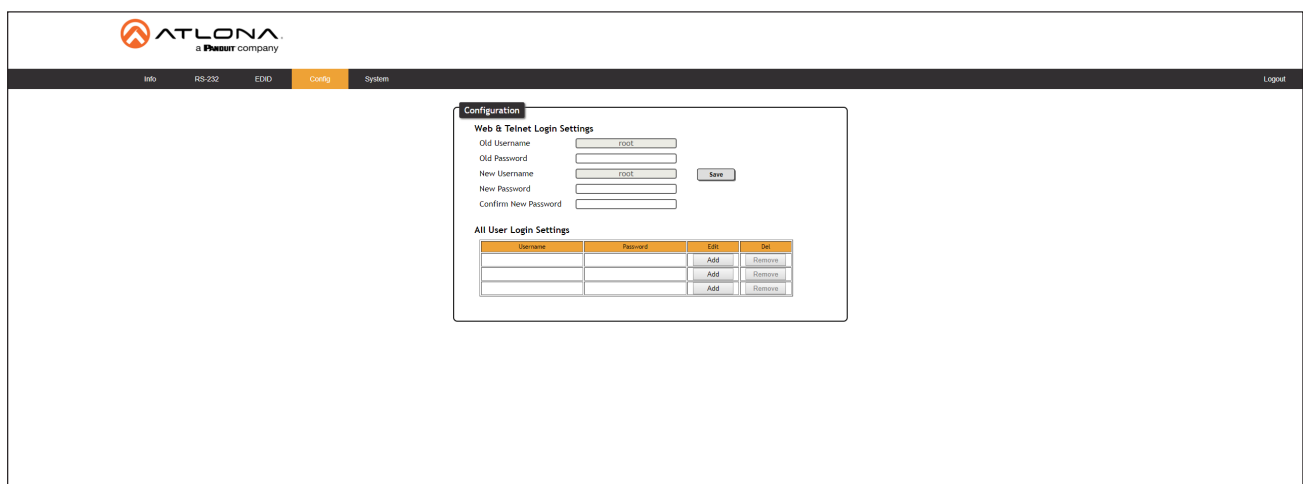 ATLONA.
a PANDUIT company
Info RS-232 EDID Config System Logout
Configuration
Web & Telnet Login Settings
Old Username root
Old Password
New Username root Save
New Password
Confirm New Password
All User Login Settings
Username Password Edit Del
Add Remove
Add Remove
Add Remove